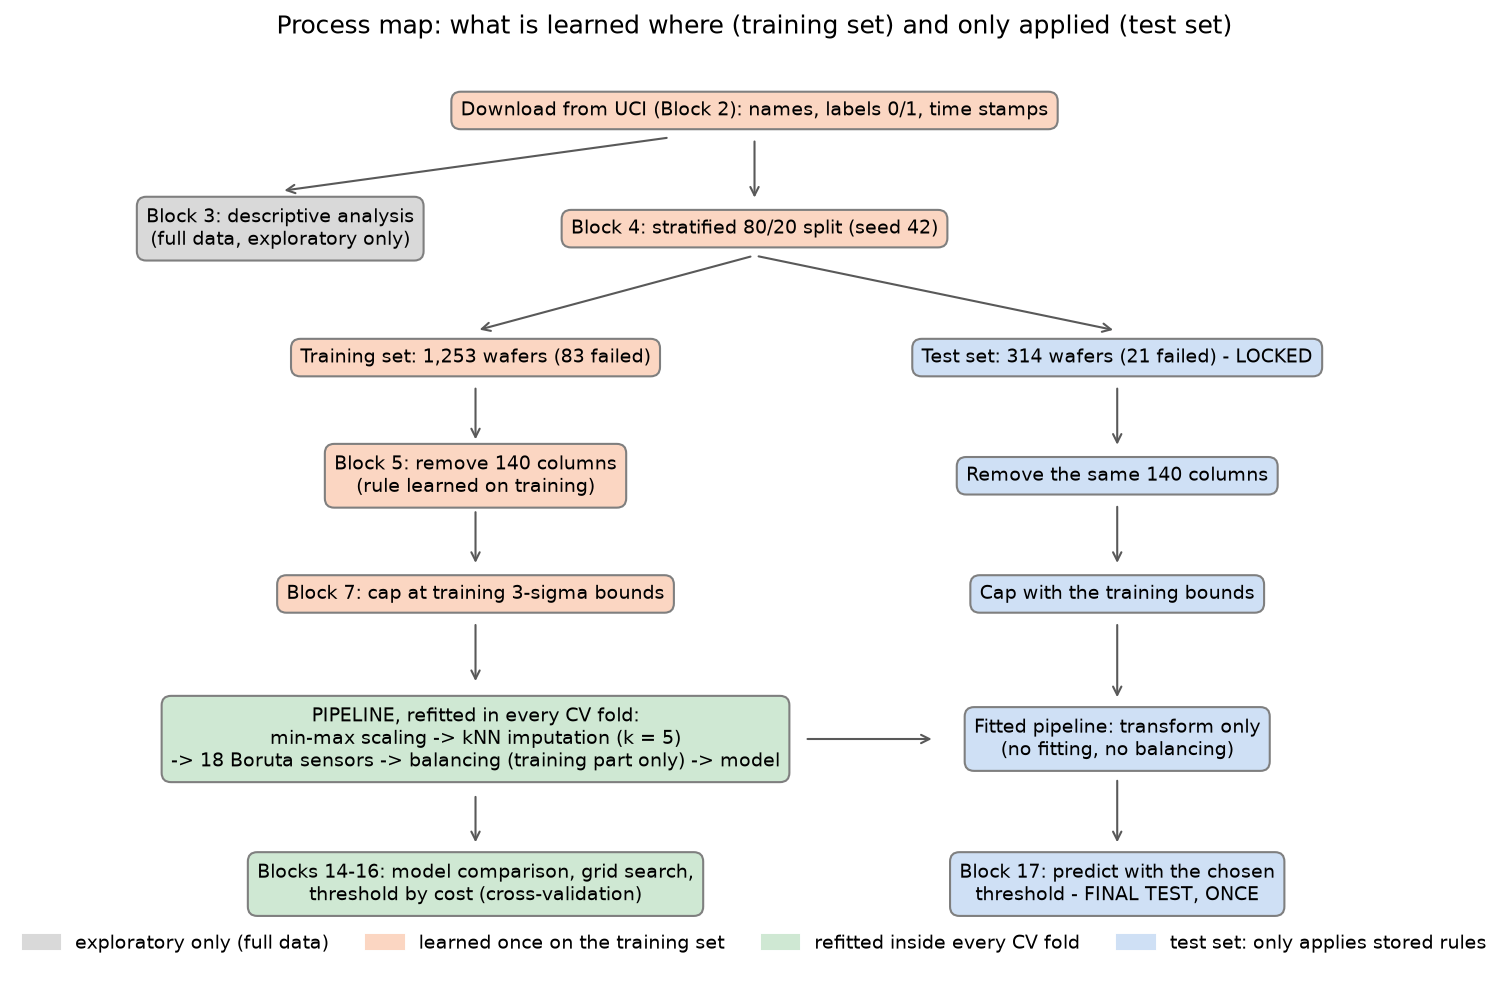 Process map: what is learned where (training set) and only applied (test set)
Download from UCI (Block 2): names, labels 0/1, time stamps
Block 3: descriptive analysis
(full data, exploratory only)
Block 4: stratified 80/20 split (seed 42)
Training set: 1,253 wafers (83 failed)
Test set: 314 wafers (21 failed) - LOCKED
Block 5: remove 140 columns
(rule learned on training)
Remove the same 140 columns
Block 7: cap at training 3-sigma bounds
Cap with the training bounds
PIPELINE, refitted in every CV fold:
min-max scaling -> kNN imputation (k = 5)
-> 18 Boruta sensors -> balancing (training part only) -> model
Fitted pipeline: transform only
(no fitting, no balancing)
Blocks 14-16: model comparison, grid search,
threshold by cost (cross-validation)
Block 17: predict with the chosen
threshold - FINAL TEST, ONCE
exploratory only (full data)
learned once on the training set
refitted inside every CV fold
test set: only applies stored rules